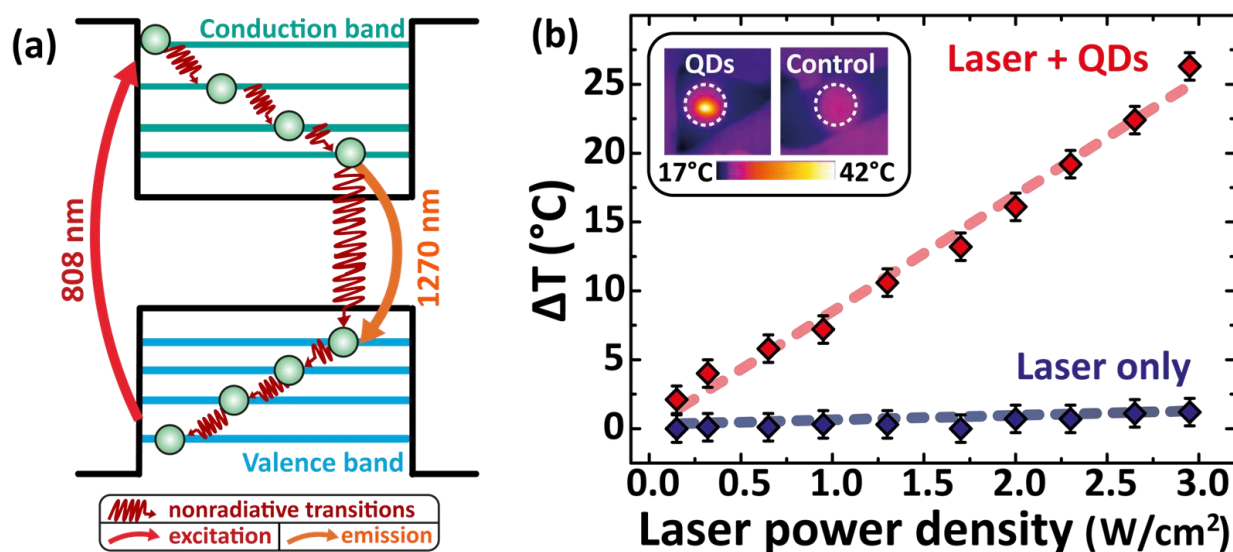 (a)
Conduction band
808 nm
1270 nm
Valence band
nonradiative transitions
excitation
emission
(b)
QDs
Control
17°C
42°C
Laser + QDs
Laser only
ΔT (°C)
25
20
15
10
5
0
0.0 0.5 1.0 1.5 2.0 2.5 3.0
Laser power density (W/cm²)